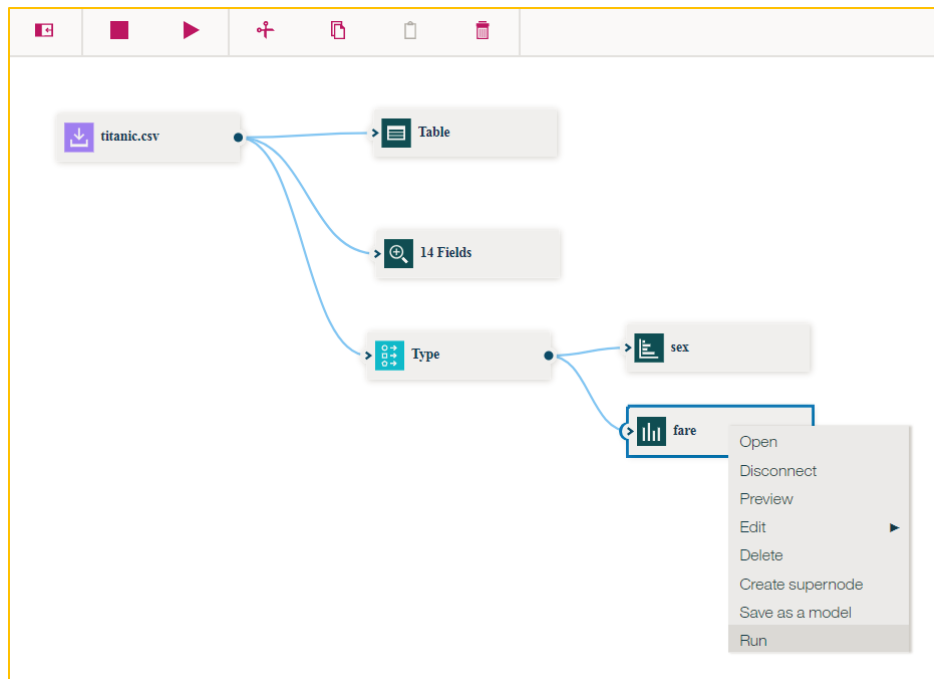 titanic.csv
Table
14 Fields
Type
sex
fare
Open
Disconnect
Preview
Edit
Delete
Create supernode
Save as a model
Run